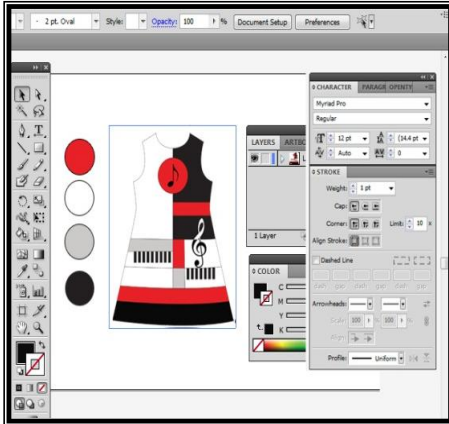 2 pt. Oval Style: Opacity: 100 % Document Setup Preferences
CHARACTER PARAGR OPENTY
Myriad Pro
Regular
12 pt (14.4 pt
Auto 0
LAYERS ARTBO
L
1 Layer
STROKE
Weight: 1 pt
Cap:
Corner: Limit: 10 x
Align Stroke:
Dashed Line
dash gap dash gap dash gap
Arrowheads:
Scale: 100 % 100 %
Align:
Profile: Uniform
COLOR
C
M
Y
K